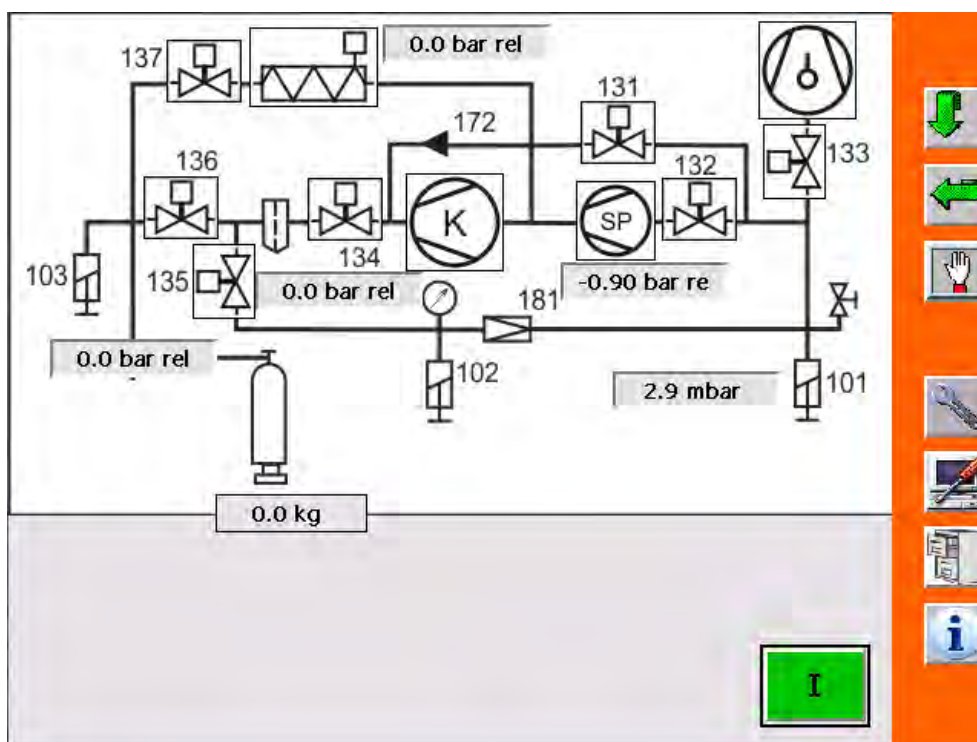 137
0.0 bar rel
131
172
133
136
132
K
SP
103
135
134
0.0 bar rel
-0.90 bar re
181
0.0 bar rel
102
2.9 mbar
101
0.0 kg
I
i